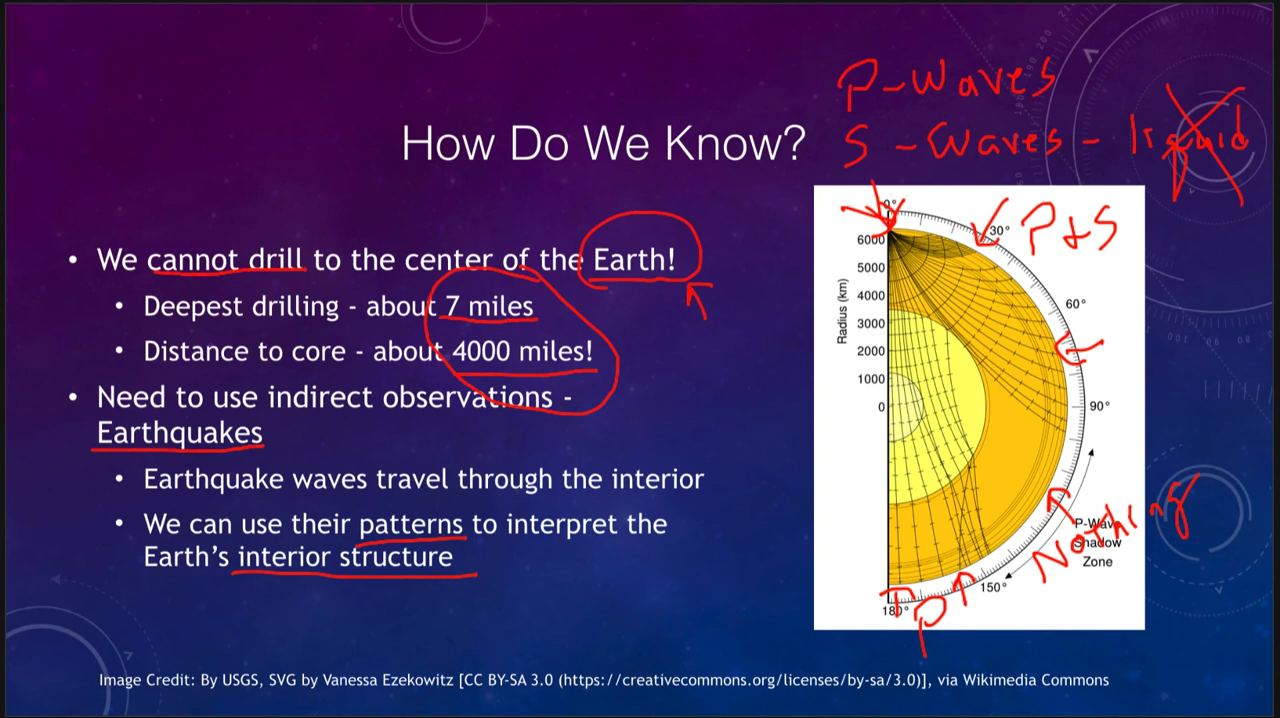 P-Waves
How Do We Know?
S-Waves - liquid
0°
P & S
30°
• We cannot drill to the center of the Earth!
• Deepest drilling - about 7 miles
• Distance to core - about 4000 miles!
• Need to use indirect observations -
Earthquakes
• Earthquake waves travel through the interior
• We can use their patterns to interpret the
Earth's interior structure
Radius (km)
6000
5000
4000
3000
2000
1000
0
60°
90°
P-Wave
Shadow
Zone
Nothing
150°
180°
P
Image Credit: By USGS, SVG by Vanessa Ezekowitz [CC BY-SA 3.0 (https://creativecommons.org/licenses/by-sa/3.0)], via Wikimedia Commons